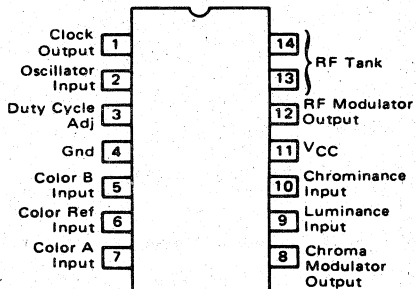 Clock
Output 1
Oscillator
Input 2
Duty Cycle
Adj 3
Gnd 4
Color B
Input 5
Color Ref
Input 6
Color A
Input 7
14
RF Tank
13
12 RF Modulator
Output
11 VCC
10 Chrominance
Input
9 Luminance
Input
8 Chroma
Modulator
Output